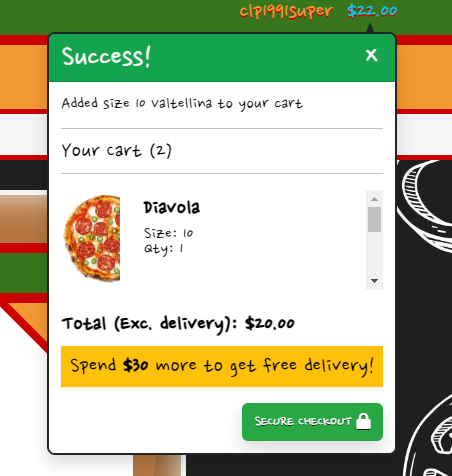 clp1991super $22.00
Success! X
Added size 10 Valtellina to your cart
Your cart (2)
Diavola
Size: 10
Qty: 1
Total (Exc. delivery): $20.00
Spend $30 more to get free delivery!
SECURE CHECKOUT